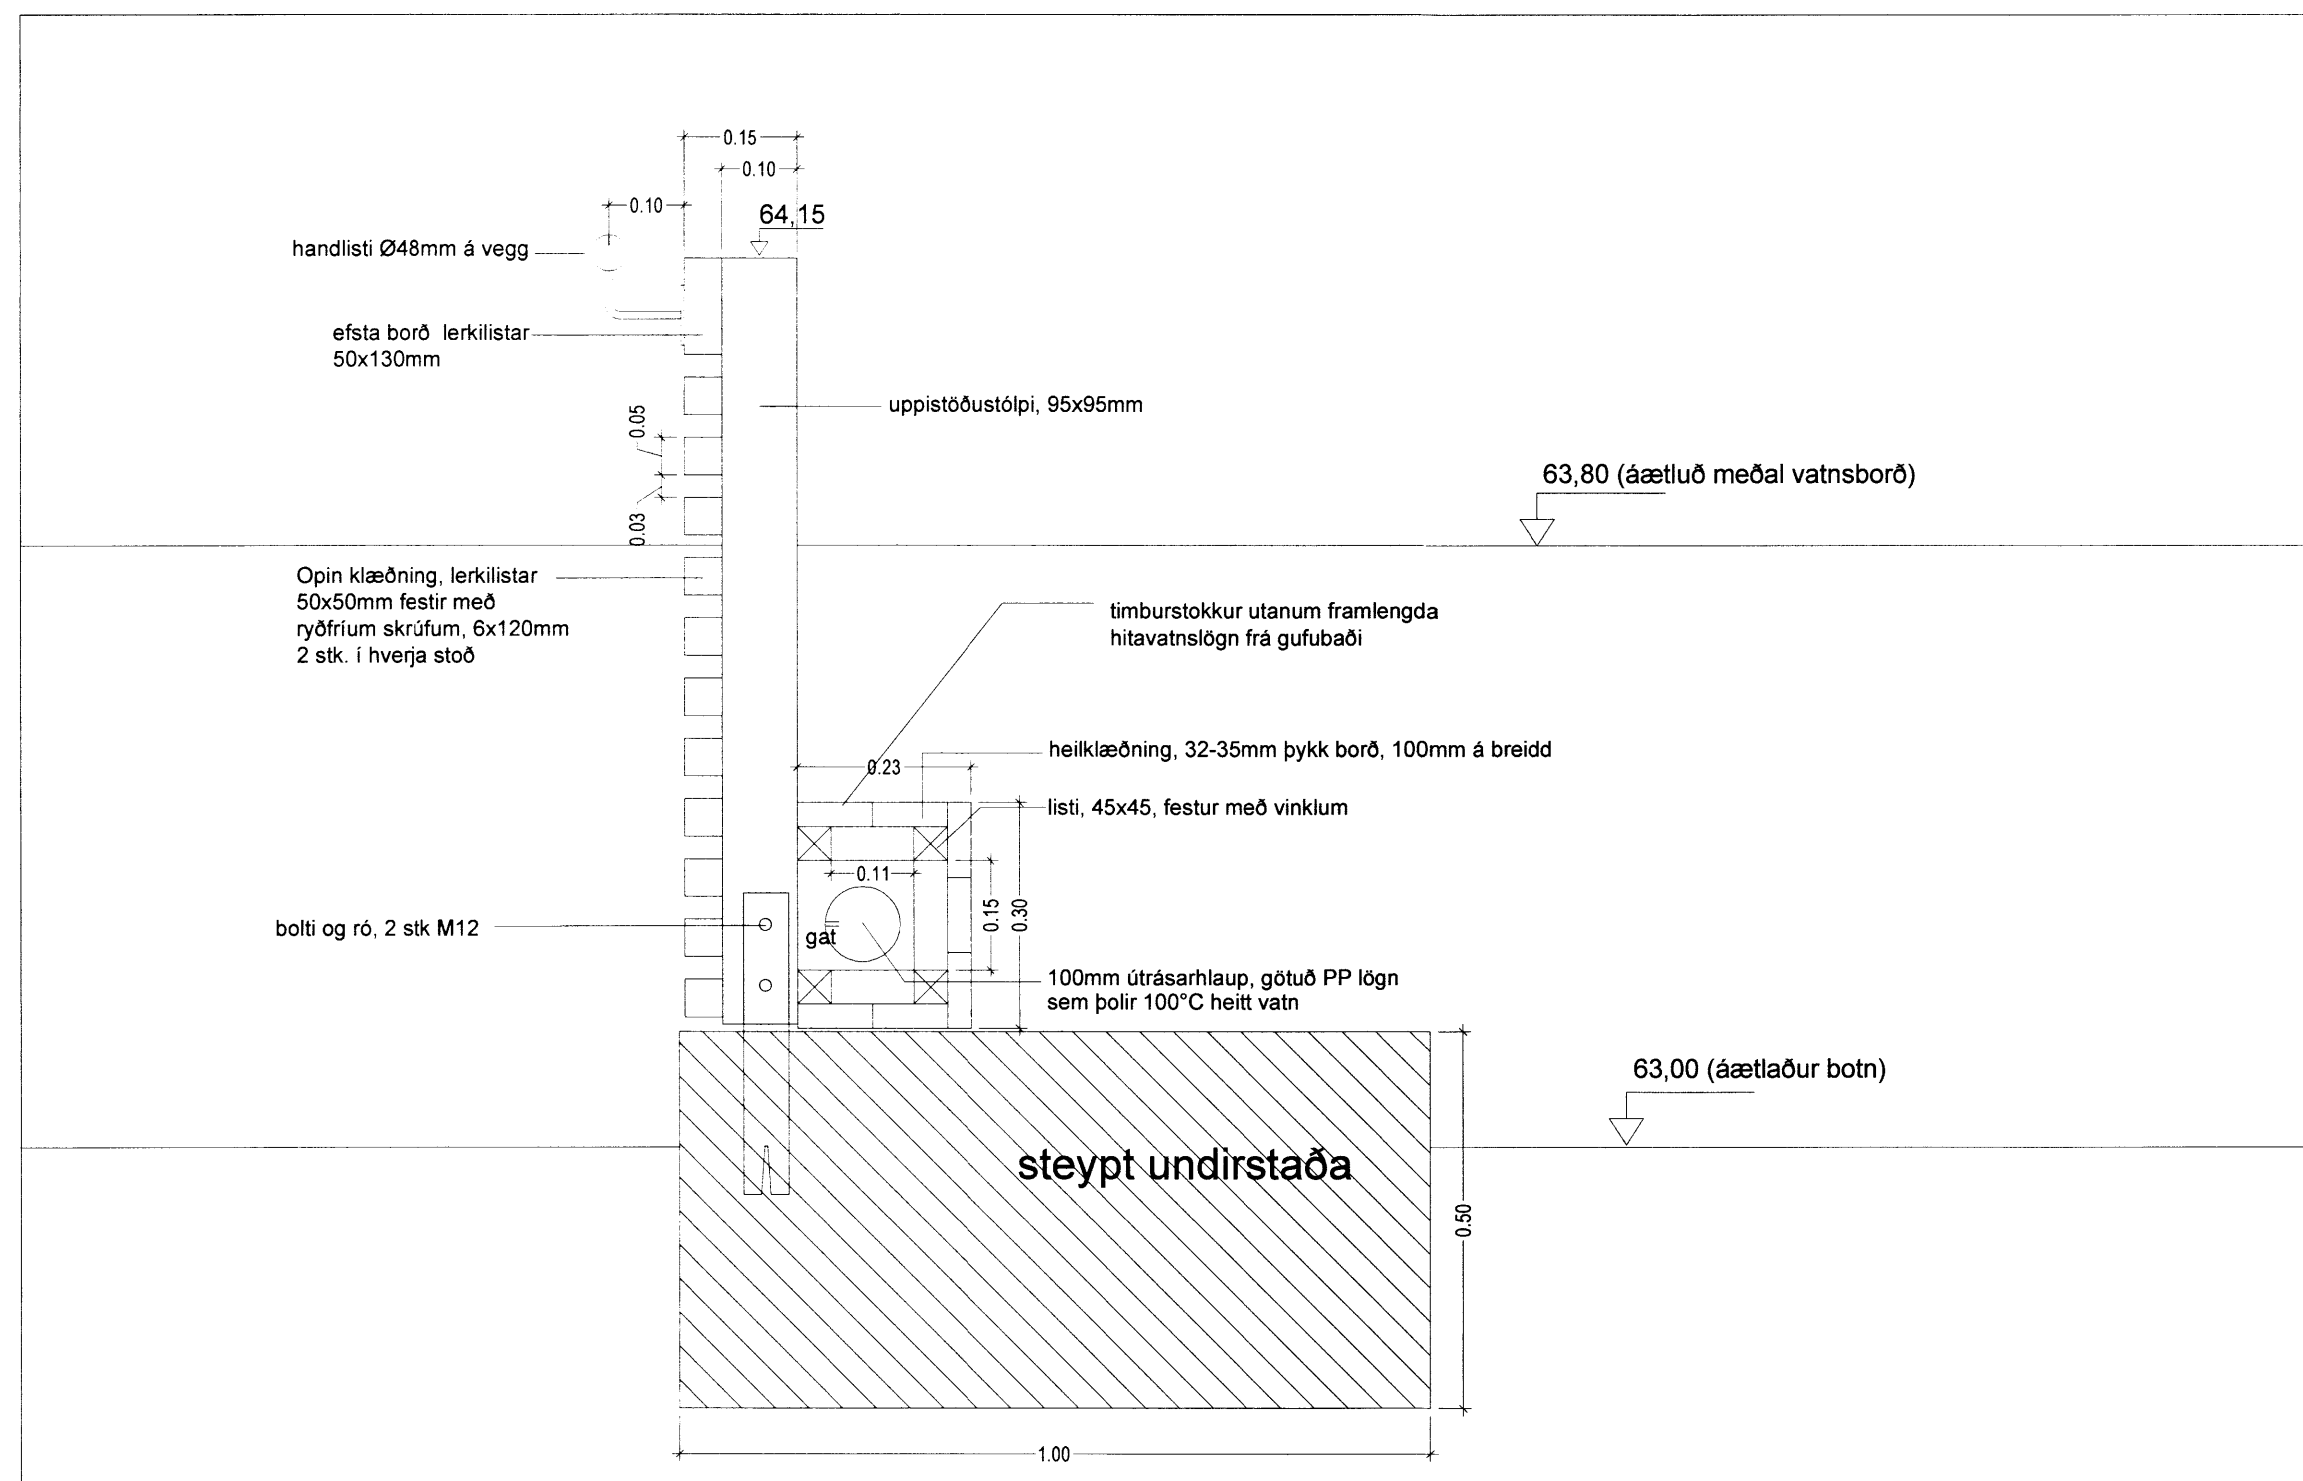 0.15
0.10
0.10
64,15
handlisti Ø48mm á vegg
efsta borð lerkilistar
50x130mm
uppistöðustólpi, 95x95mm
0.05
0.03
63,80 (áætluð meðal vatnsborð)
Opin klæðning, lerkilistar
50x50mm festir með
ryðfríum skrúfum, 6x120mm
2 stk. í hverja stoð
timburstokkur utanum framlengda
hitavatnslögn frá gufubaði
heilklæðning, 32-35mm þykk borð, 100mm á breidd
0.23
listi, 45x45, festur með vinklum
0.11
0.15
0.30
bolti og ró, 2 stk M12
gat
100mm útrásarhlaup, götuð PP lögn
sem þolir 100°C heitt vatn
63,00 (áætlaður botn)
steypt undirstaða
0.50
1.00